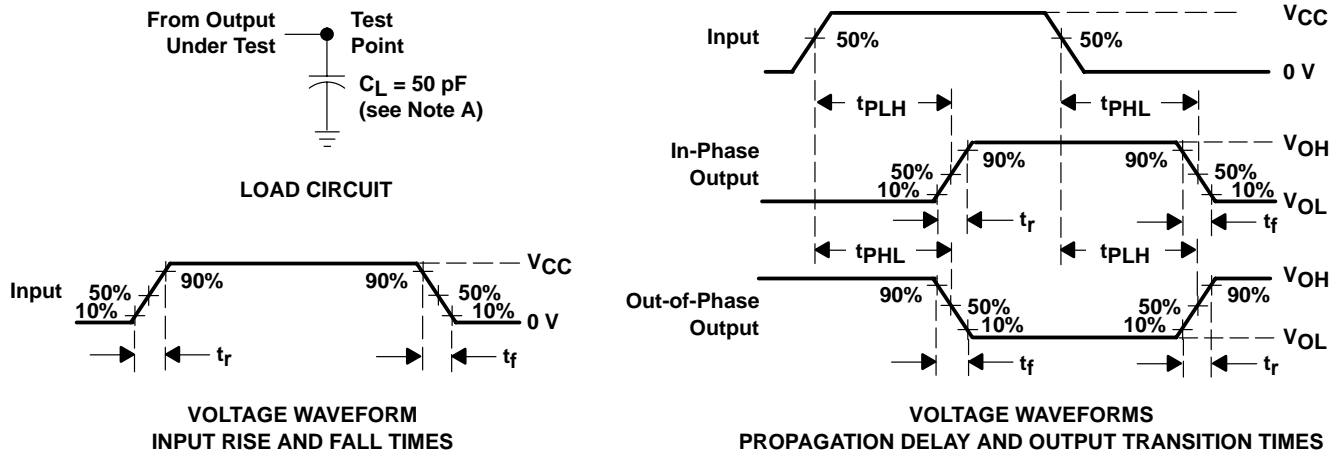 From Output
Under Test
Test
Point
CL = 50 pF
(see Note A)
LOAD CIRCUIT
Input
50%
10%
90%
90%
50%
10%
VCC
0 V
tr
tf
VOLTAGE WAVEFORM
INPUT RISE AND FALL TIMES
Input
50%
50%
VCC
0 V
tPLH
tPHL
In-Phase
Output
50%
10%
90%
90%
50%
10%
VOH
VOL
tr
tf
tPHL
tPLH
Out-of-Phase
Output
90%
50%
10%
50%
10%
90%
VOH
VOL
tf
tr
VOLTAGE WAVEFORMS
PROPAGATION DELAY AND OUTPUT TRANSITION TIMES